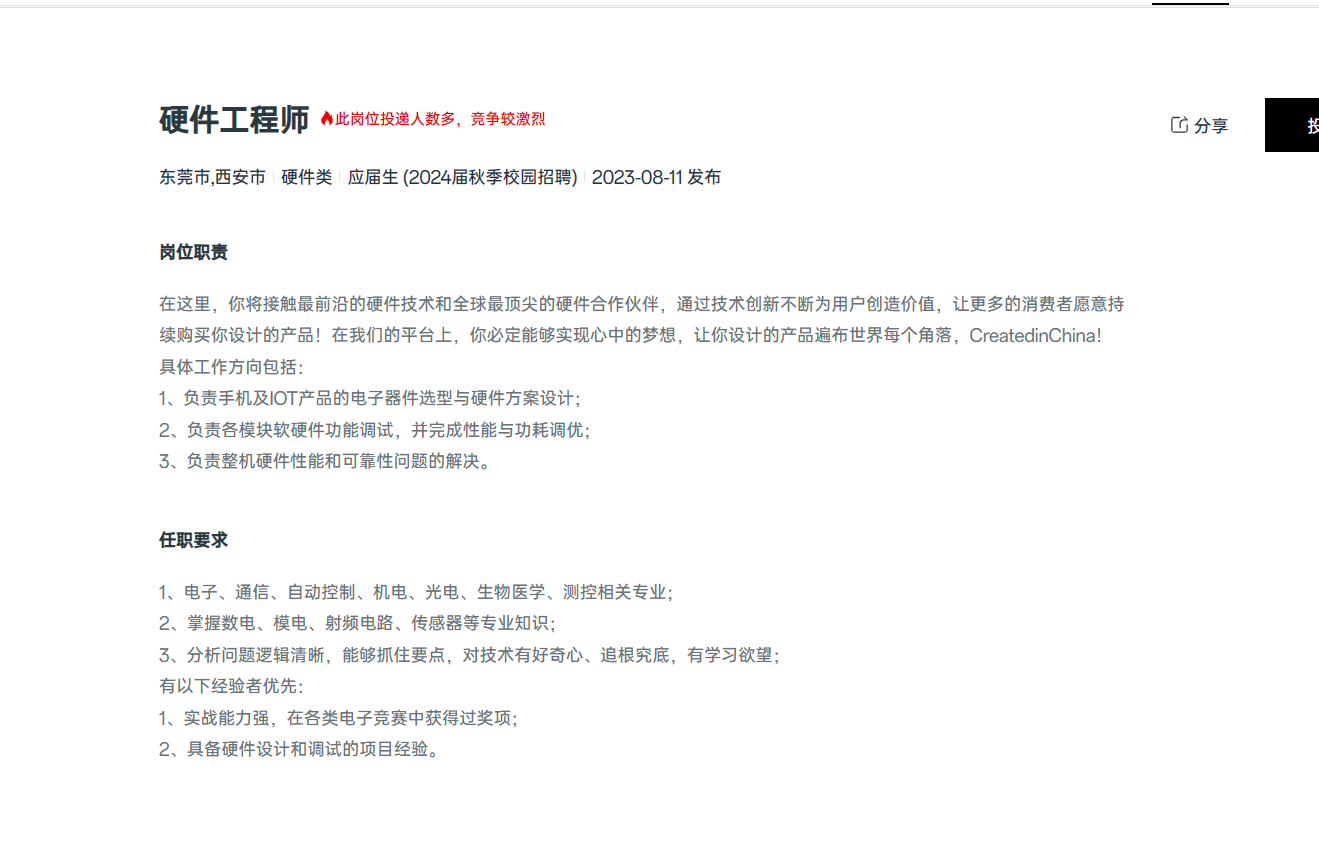 硬件工程师 此岗位投递人数多，竞争较激烈
分享
投
东莞市,西安市 硬件类 应届生 (2024届秋季校园招聘) 2023-08-11 发布
岗位职责
在这里，你将接触最前沿的硬件技术和全球最顶尖的硬件合作伙伴，通过技术创新不断为用户创造价值，让更多的消费者愿意持
续购买你设计的产品！在我们的平台上，你必定能够实现心中的梦想，让你设计的产品遍布世界每个角落，CreatedinChina！
具体工作方向包括：
1、负责手机及IOT产品的电子器件选型与硬件方案设计；
2、负责各模块软硬件功能调试，并完成性能与功耗调优；
3、负责整机硬件性能和可靠性问题的解决。
任职要求
1、电子、通信、自动控制、机电、光电、生物医学、测控相关专业；
2、掌握数电、模电、射频电路、传感器等专业知识；
3、分析问题逻辑清晰，能够抓住要点，对技术有好奇心、追根究底，有学习欲望；
有以下经验者优先：
1、实战能力强，在各类电子竞赛中获得过奖项；
2、具备硬件设计和调试的项目经验。